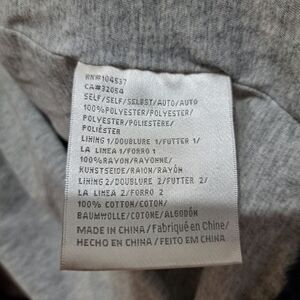 RN#104537
CA#32054
SELF/SELF/SELBST/AUTO/AUTO
100%POLYESTER/POLYESTER/
POLYESTER/POLIESTERE/
POLIÉSTER
LINING 1/DOUBLURE 1/FUTTER 1/
LA LINEA 1/FORRO 1
100%RAYON/RAYONNE/
KUNSTSEIDE/RAION/RAYÓN
LINING 2/DOUBLURE 2/FUTTER 2/
LA LINEA 2/FORRO 2
100% COTTON/COTON/
BAUMWOLLE/COTONE/ALGODÓN
MADE IN CHINA/Fabriqué en Chine/
HECHO EN CHINA/FEITO EM CHINA